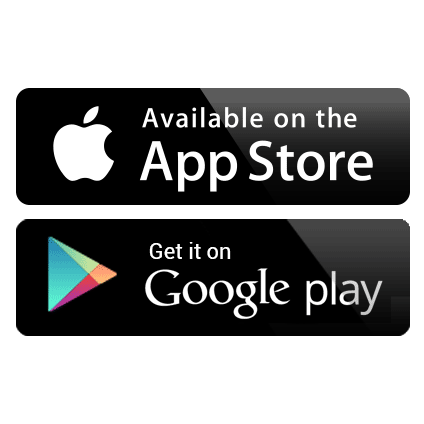 Available on the
App Store
Get it on
Google play